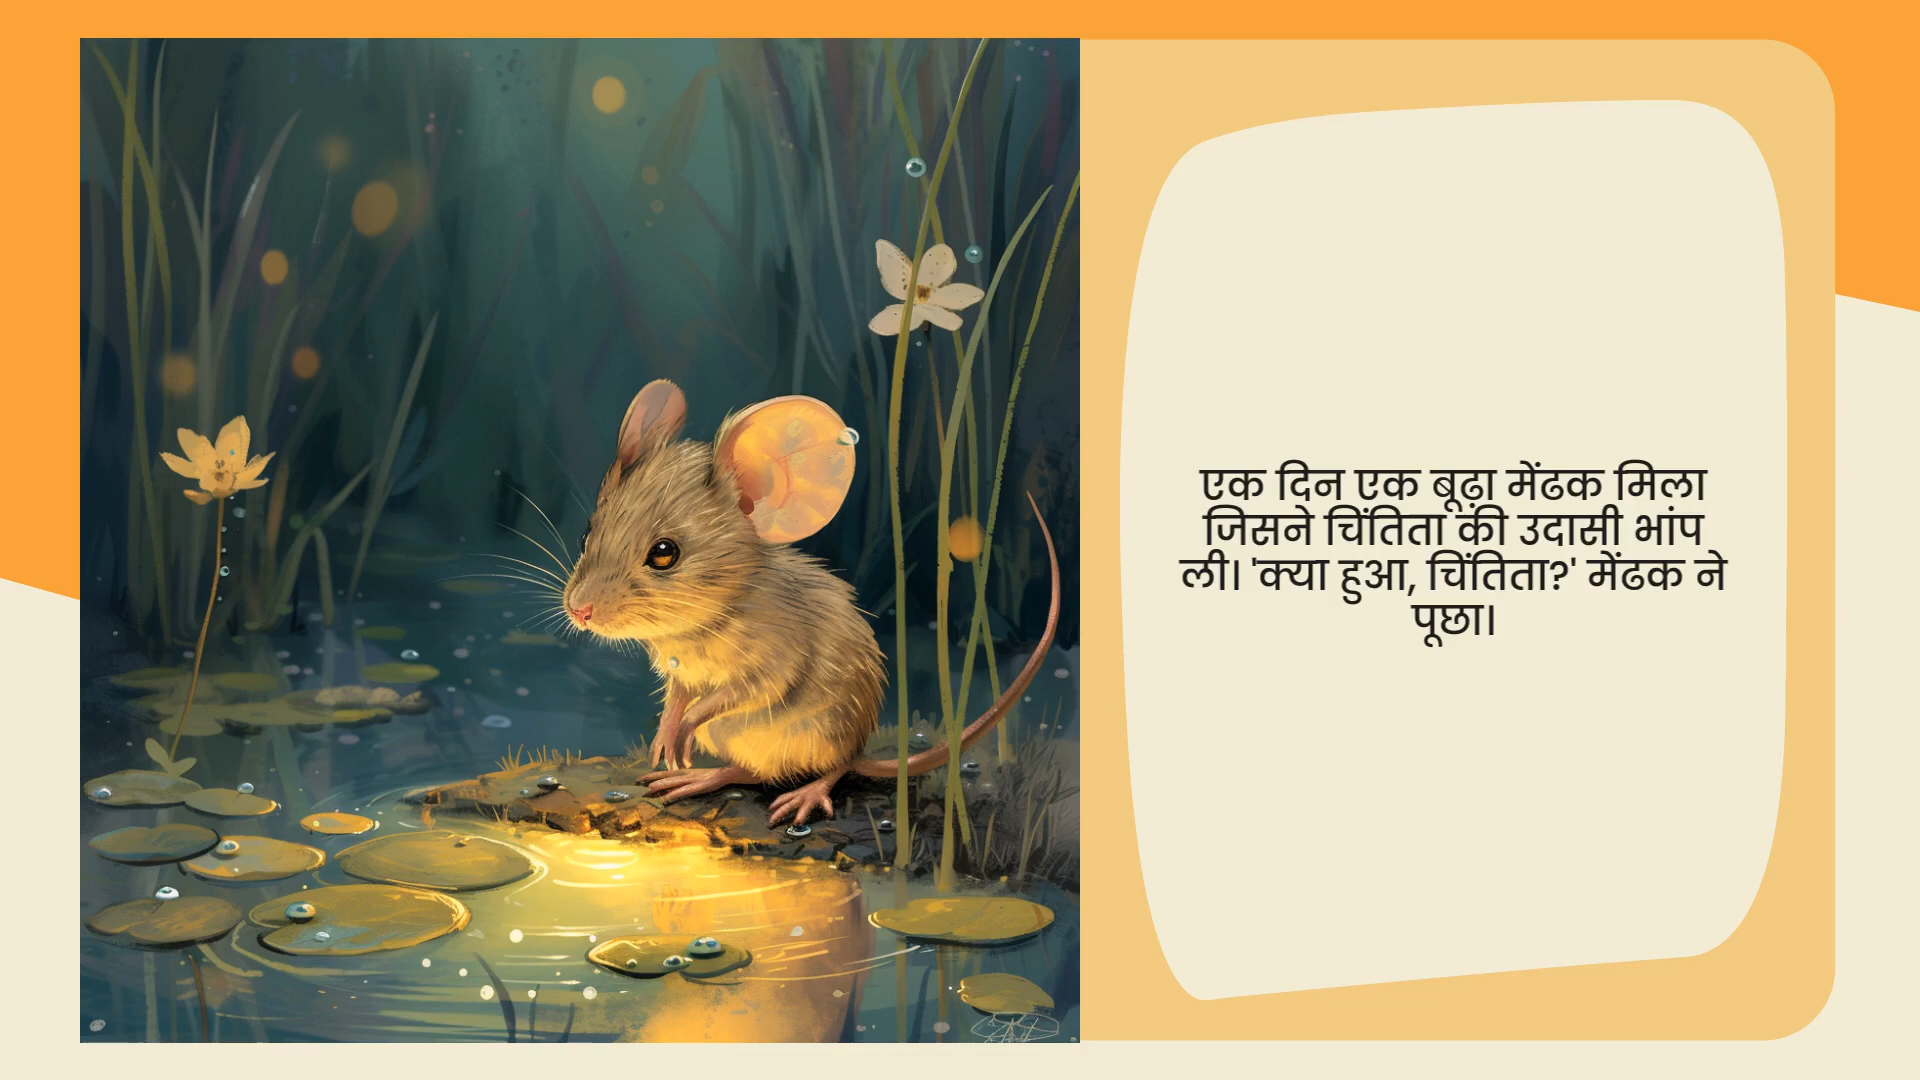 एक दिन एक बूढ़ा मेंढक मिला
जिसने चिंतिता की उदासी भांप
ली। 'क्या हुआ, चिंतिता?' मेंढक ने
पूछा।